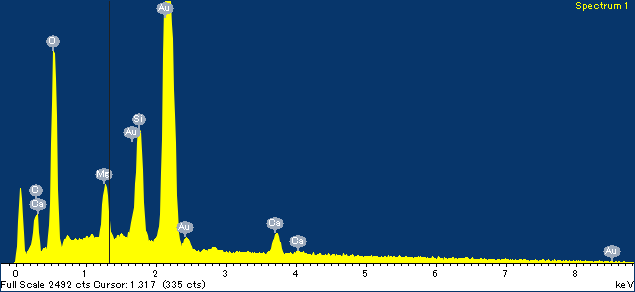 Spectrum 1
Au
O
Si
Au
Mg
C
Ca
Au
Ca
Ca
Au
0 1 2 3 4 5 6 7 8
Full Scale 2492 cts Cursor: 1.317 (335 cts) keV